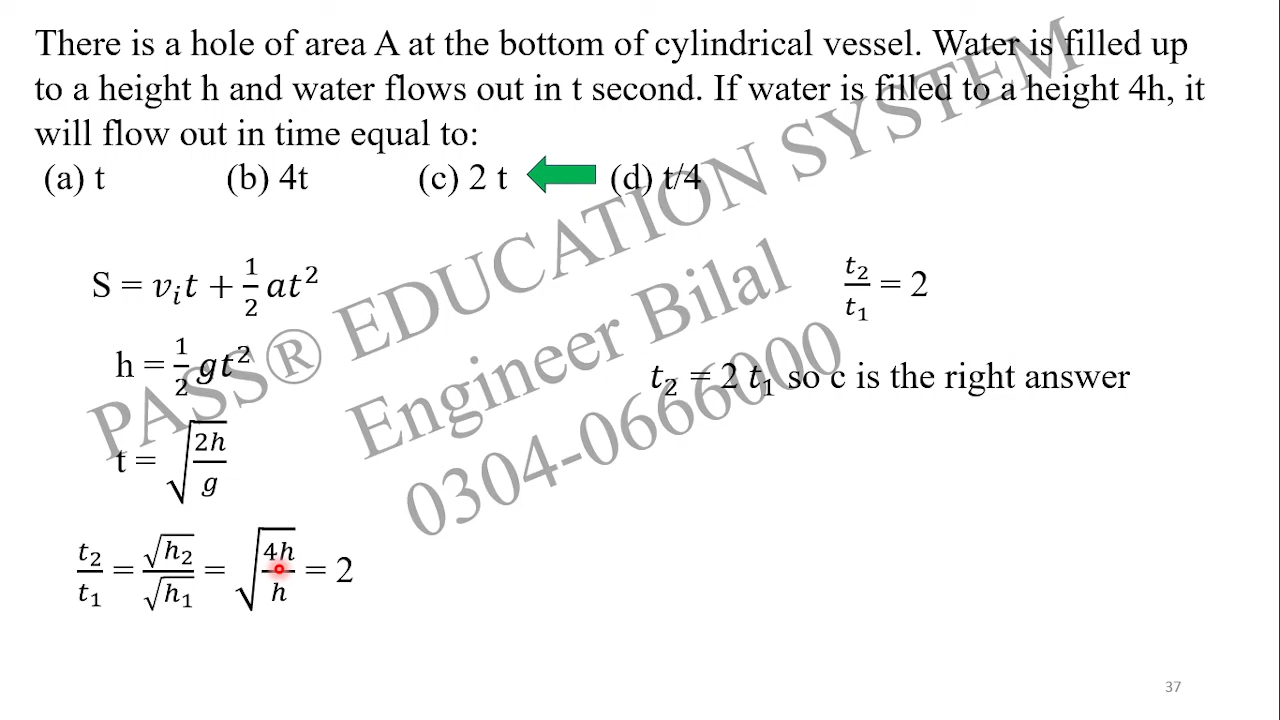 There is a hole of area A at the bottom of cylindrical vessel. Water is filled up
to a height h and water flows out in t second. If water is filled to a height 4h, it
will flow out in time equal to:
(a) t (b) 4t (c) 2 t (d) t/4
S = vᵢt + 1/2 at²
t₂/t₁ = 2
h = 1/2 gt²
t₂ = 2 t₁ so c is the right answer
t = √(2h/g)
t₂/t₁ = √h₂/√h₁ = √(4h/h) = 2
PASS® EDUCATION SYSTEM
Engineer Bilal
0304-0666000
37